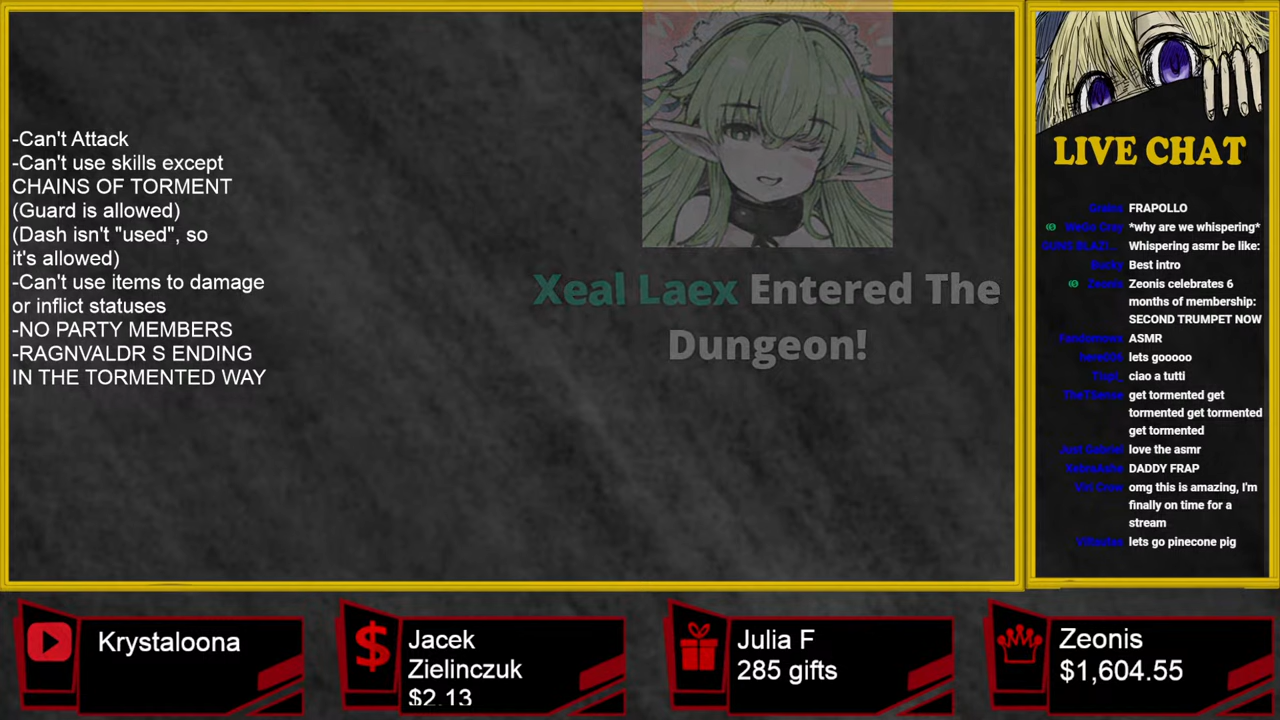 -Can't Attack
-Can't use skills except
CHAINS OF TORMENT
(Guard is allowed)
(Dash isn't "used", so
it's allowed)
-Can't use items to damage
or inflict statuses
-NO PARTY MEMBERS
-RAGNVALDR S ENDING
IN THE TORMENTED WAY
Xeal Laex Entered The
Dungeon!
LIVE CHAT
FRAPOLLO
*why are we whispering*
Whispering asmr be like:
Best intro
Zeonis Zeonis celebrates 6
months of membership:
SECOND TRUMPET NOW
ASMR
lets gooooo
ciao a tutti
get tormented get
tormented get tormented
get tormented
Just Gabriel love the asmr
DADDY FRAP
omg this is amazing, I'm
finally on time for a
stream
lets go pinecone pig
Krystaloona
Jacek
Zielinczuk
$2.13
Julia F
285 gifts
Zeonis
$1,604.55